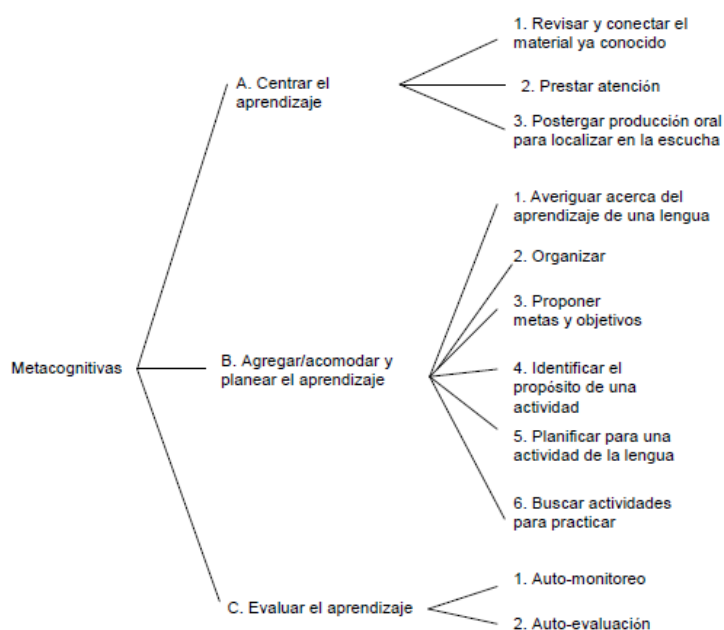 1. Revisar y conectar el
material ya conocido
A. Centrar el
aprendizaje
2. Prestar atención
3. Postergar producción oral
para localizar en la escucha
1. Averiguar acerca del
aprendizaje de una lengua
2. Organizar
3. Proponer
metas y objetivos
Metacognitivas
B. Agregar/acomodar y
planear el aprendizaje
4. Identificar el
propósito de una
actividad
5. Planificar para una
actividad de la lengua
6. Buscar actividades
para practicar
C. Evaluar el aprendizaje
1. Auto-monitoreo
2. Auto-evaluación